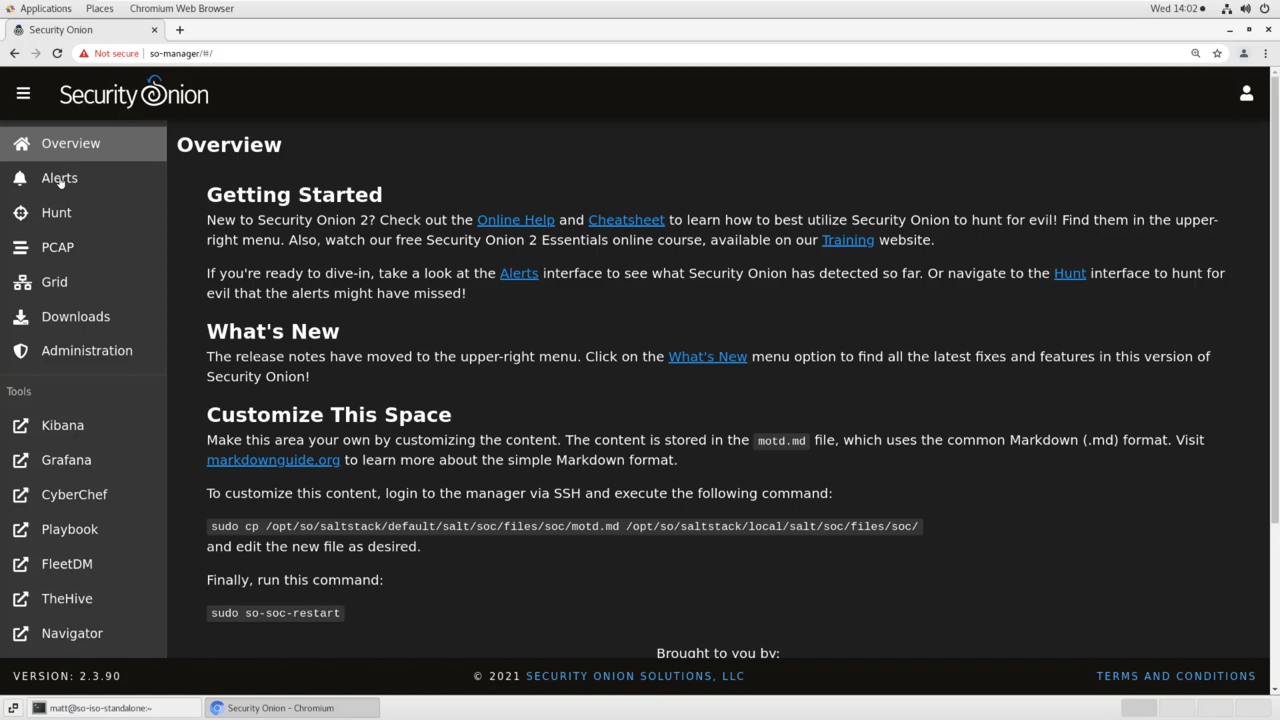 Applications Places Chromium Web Browser Wed 14:02
Security Onion
Not secure so-manager/#/
Security Onion
Overview
Alerts
Hunt
PCAP
Grid
Downloads
Administration
Tools
Kibana
Grafana
CyberChef
Playbook
FleetDM
TheHive
Navigator
Overview
Getting Started
New to Security Onion 2? Check out the Online Help and Cheatsheet to learn how to best utilize Security Onion to hunt for evil! Find them in the upper-
right menu. Also, watch our free Security Onion 2 Essentials online course, available on our Training website.
If you're ready to dive-in, take a look at the Alerts interface to see what Security Onion has detected so far. Or navigate to the Hunt interface to hunt for
evil that the alerts might have missed!
What's New
The release notes have moved to the upper-right menu. Click on the What's New menu option to find all the latest fixes and features in this version of
Security Onion!
Customize This Space
Make this area your own by customizing the content. The content is stored in the motd.md file, which uses the common Markdown (.md) format. Visit
markdownguide.org to learn more about the simple Markdown format.
To customize this content, login to the manager via SSH and execute the following command:
sudo cp /opt/so/saltstack/default/salt/soc/files/soc/motd.md /opt/so/saltstack/local/salt/soc/files/soc/
and edit the new file as desired.
Finally, run this command:
sudo so-soc-restart
Brought to you by:
VERSION: 2.3.90 © 2021 SECURITY ONION SOLUTIONS, LLC TERMS AND CONDITIONS
matt@so-iso-standalone:~ Security Onion - Chromium